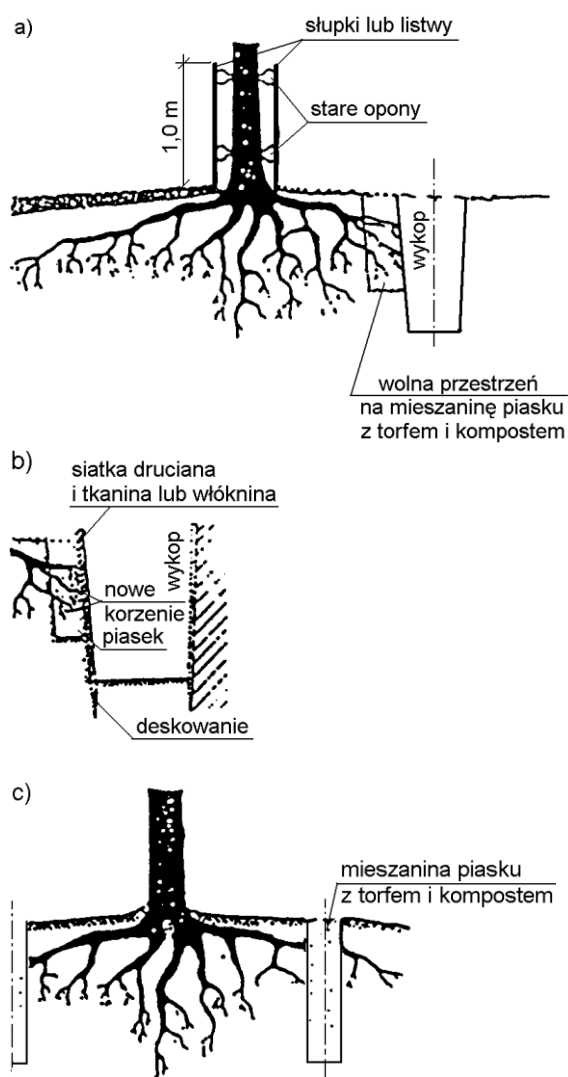 a)
słupki lub listwy
stare opony
1,0 m
wykop
wolna przestrzeń
na mieszaninę piasku
z torfem i kompostem
b)
siatka druciana
i tkanina lub włóknina
wykop
nowe
korzenie
piasek
deskowanie
c)
mieszanina piasku
z torfem i kompostem